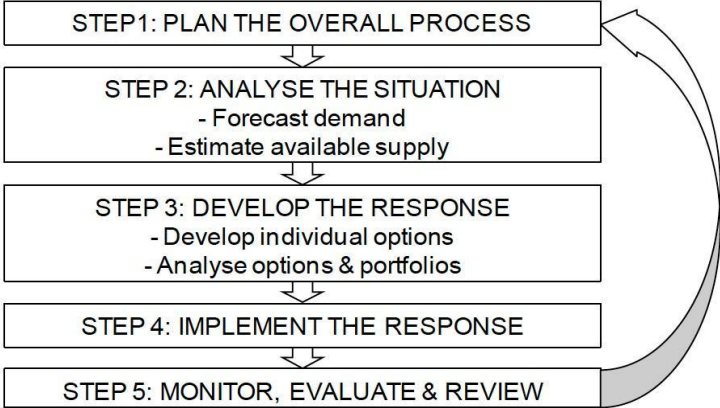 STEP1: PLAN THE OVERALL PROCESS
STEP 2: ANALYSE THE SITUATION
- Forecast demand
- Estimate available supply
STEP 3: DEVELOP THE RESPONSE
- Develop individual options
- Analyse options & portfolios
STEP 4: IMPLEMENT THE RESPONSE
STEP 5: MONITOR, EVALUATE & REVIEW